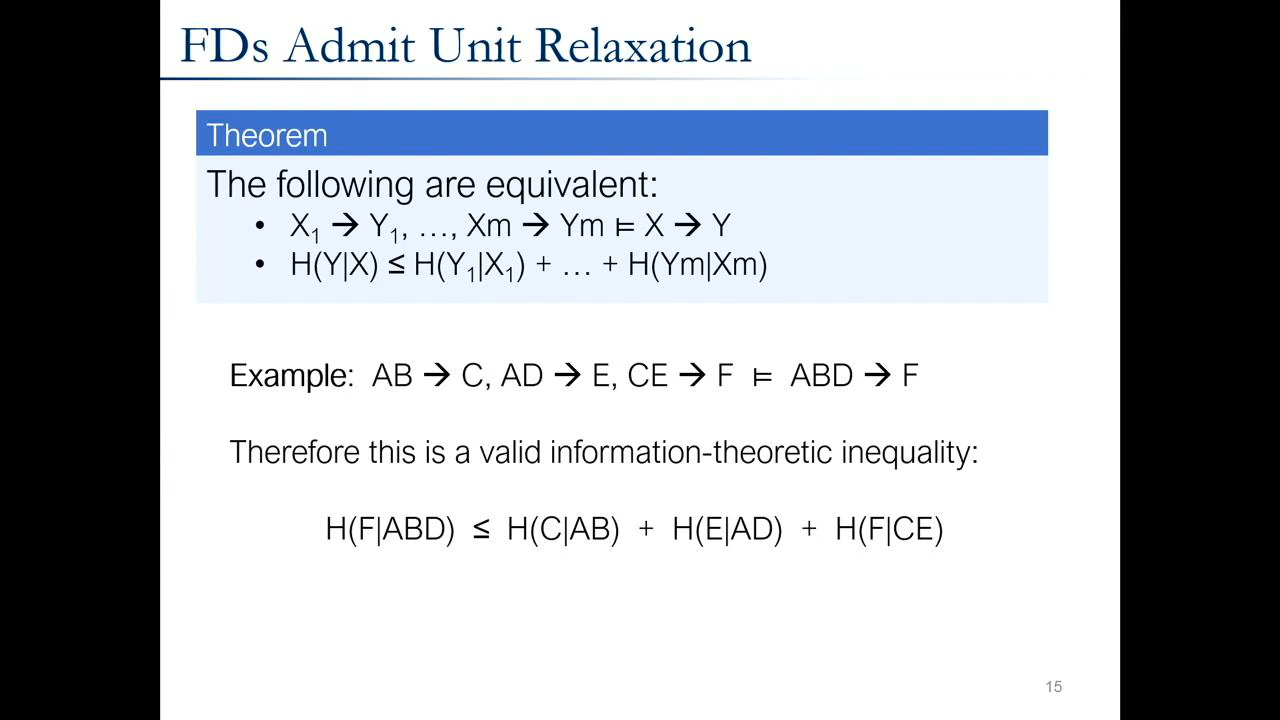 FDs Admit Unit Relaxation
Theorem
The following are equivalent:
• X₁ → Y₁, …, Xm → Ym ⊨ X → Y
• H(Y|X) ≤ H(Y₁|X₁) + … + H(Ym|Xm)
Example: AB → C, AD → E, CE → F ⊨ ABD → F
Therefore this is a valid information-theoretic inequality:
H(F|ABD) ≤ H(C|AB) + H(E|AD) + H(F|CE)
15